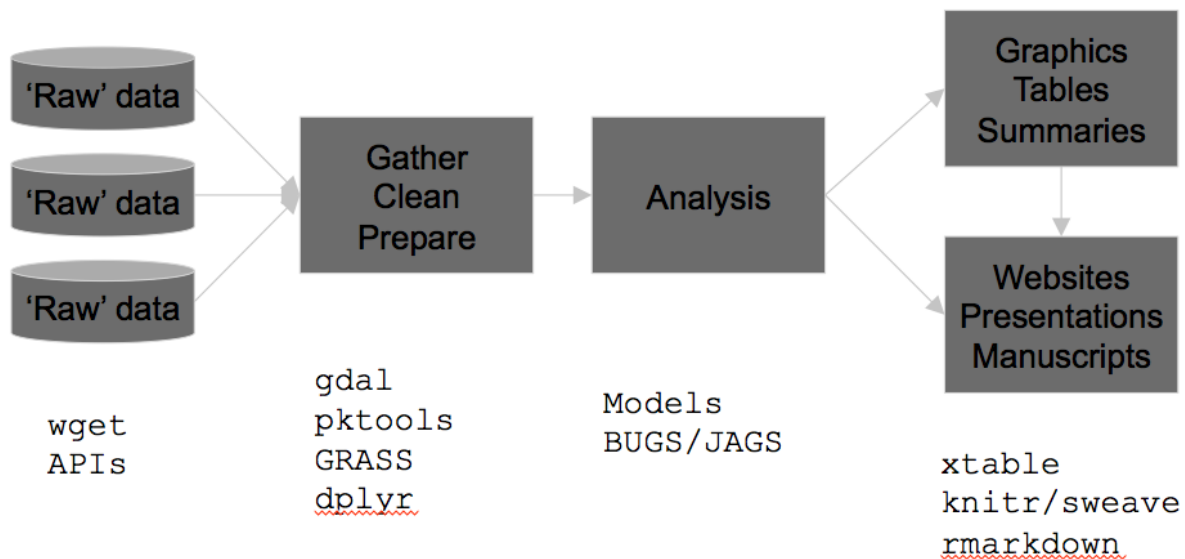 ‘Raw’ data
‘Raw’ data
‘Raw’ data
Gather
Clean
Prepare
Analysis
Graphics
Tables
Summaries
Websites
Presentations
Manuscripts
wget
APIs
gdal
pktools
GRASS
dplyr
Models
BUGS/JAGS
xtable
knitr/sweave
rmarkdown